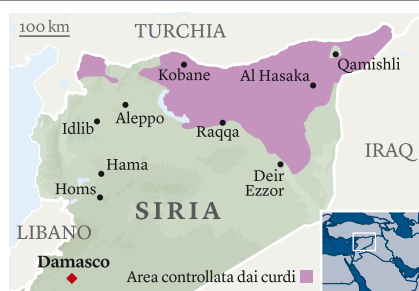 100 km
TURCHIA
Qamishli
Kobane
Al Hasaka
Aleppo
Idlib
Raqqa
IRAQ
Hama
Deir
Ezzor
Homs
SIRIA
LIBANO
Damasco
Area controllata dai curdi